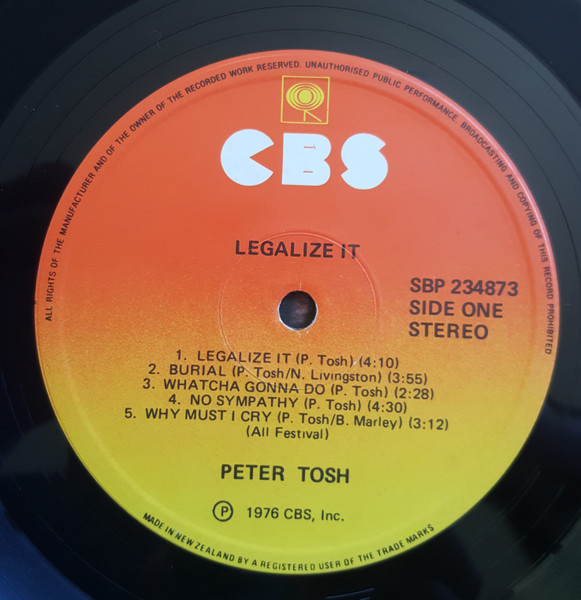 ALL RIGHTS OF THE MANUFACTURER AND OF THE OWNER OF THE RECORDED WORK RESERVED. UNAUTHORISED PUBLIC PERFORMANCE, BROADCASTING AND COPYING OF THIS RECORD PROHIBITED
CBS
LEGALIZE IT
SBP 234873
SIDE ONE
STEREO
1. LEGALIZE IT (P. Tosh) (4:10)
2. BURIAL (P. Tosh/N. Livingston) (3:55)
3. WHATCHA GONNA DO (P. Tosh) (2:28)
4. NO SYMPATHY (P. Tosh) (4:30)
5. WHY MUST I CRY (P. Tosh/B. Marley) (3:12)
(All Festival)
PETER TOSH
Ⓟ 1976 CBS, Inc.
MADE IN NEW ZEALAND BY A REGISTERED USER OF THE TRADE MARKS